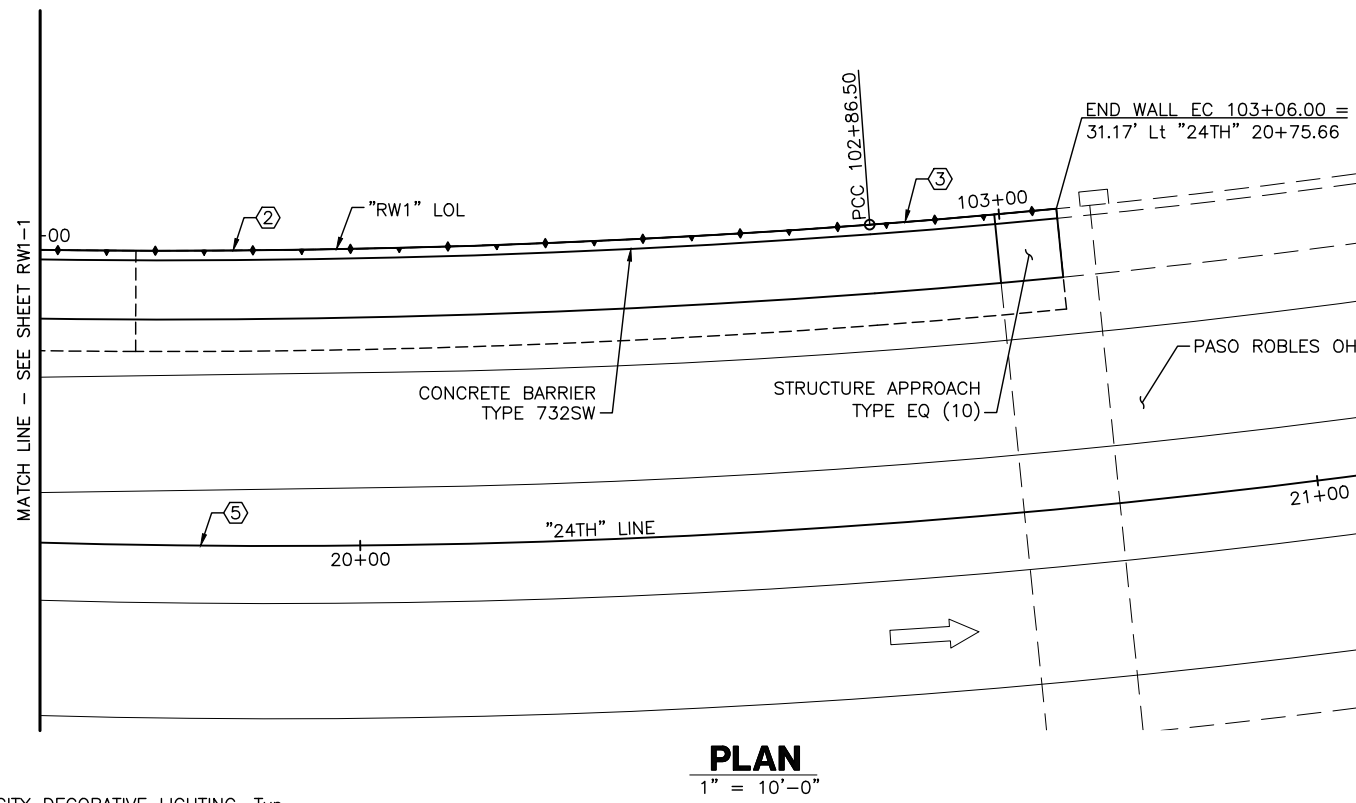 PCC 102+86.50
END WALL EC 103+06.00 =
31.17' Lt "24TH" 20+75.66
3
103+00
2
"RW1" LOL
+00
MATCH LINE - SEE SHEET RW1-1
PASO ROBLES OH
CONCRETE BARRIER
TYPE 732SW
STRUCTURE APPROACH
TYPE EQ (10)
5
"24TH" LINE
21+00
20+00
PLAN
1" = 10'-0"
CITY DECORATIVE LIGHTING, Typ